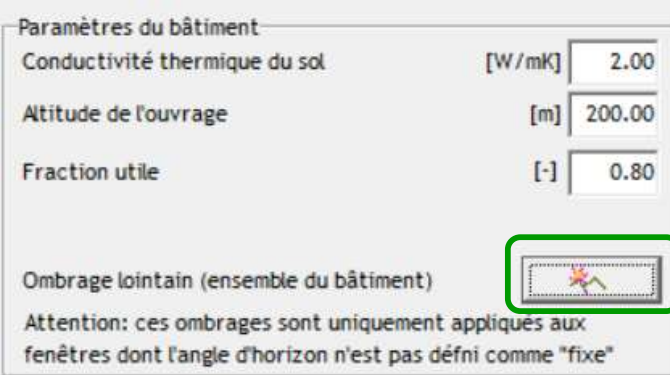 Paramètres du bâtiment
Conductivité thermique du sol [W/mK] 2.00
Altitude de l'ouvrage [m] 200.00
Fraction utile [-] 0.80
Ombrage lointain (ensemble du bâtiment)
Attention: ces ombrages sont uniquement appliqués aux
fenêtres dont l'angle d'horizon n'est pas défni comme "fixe"